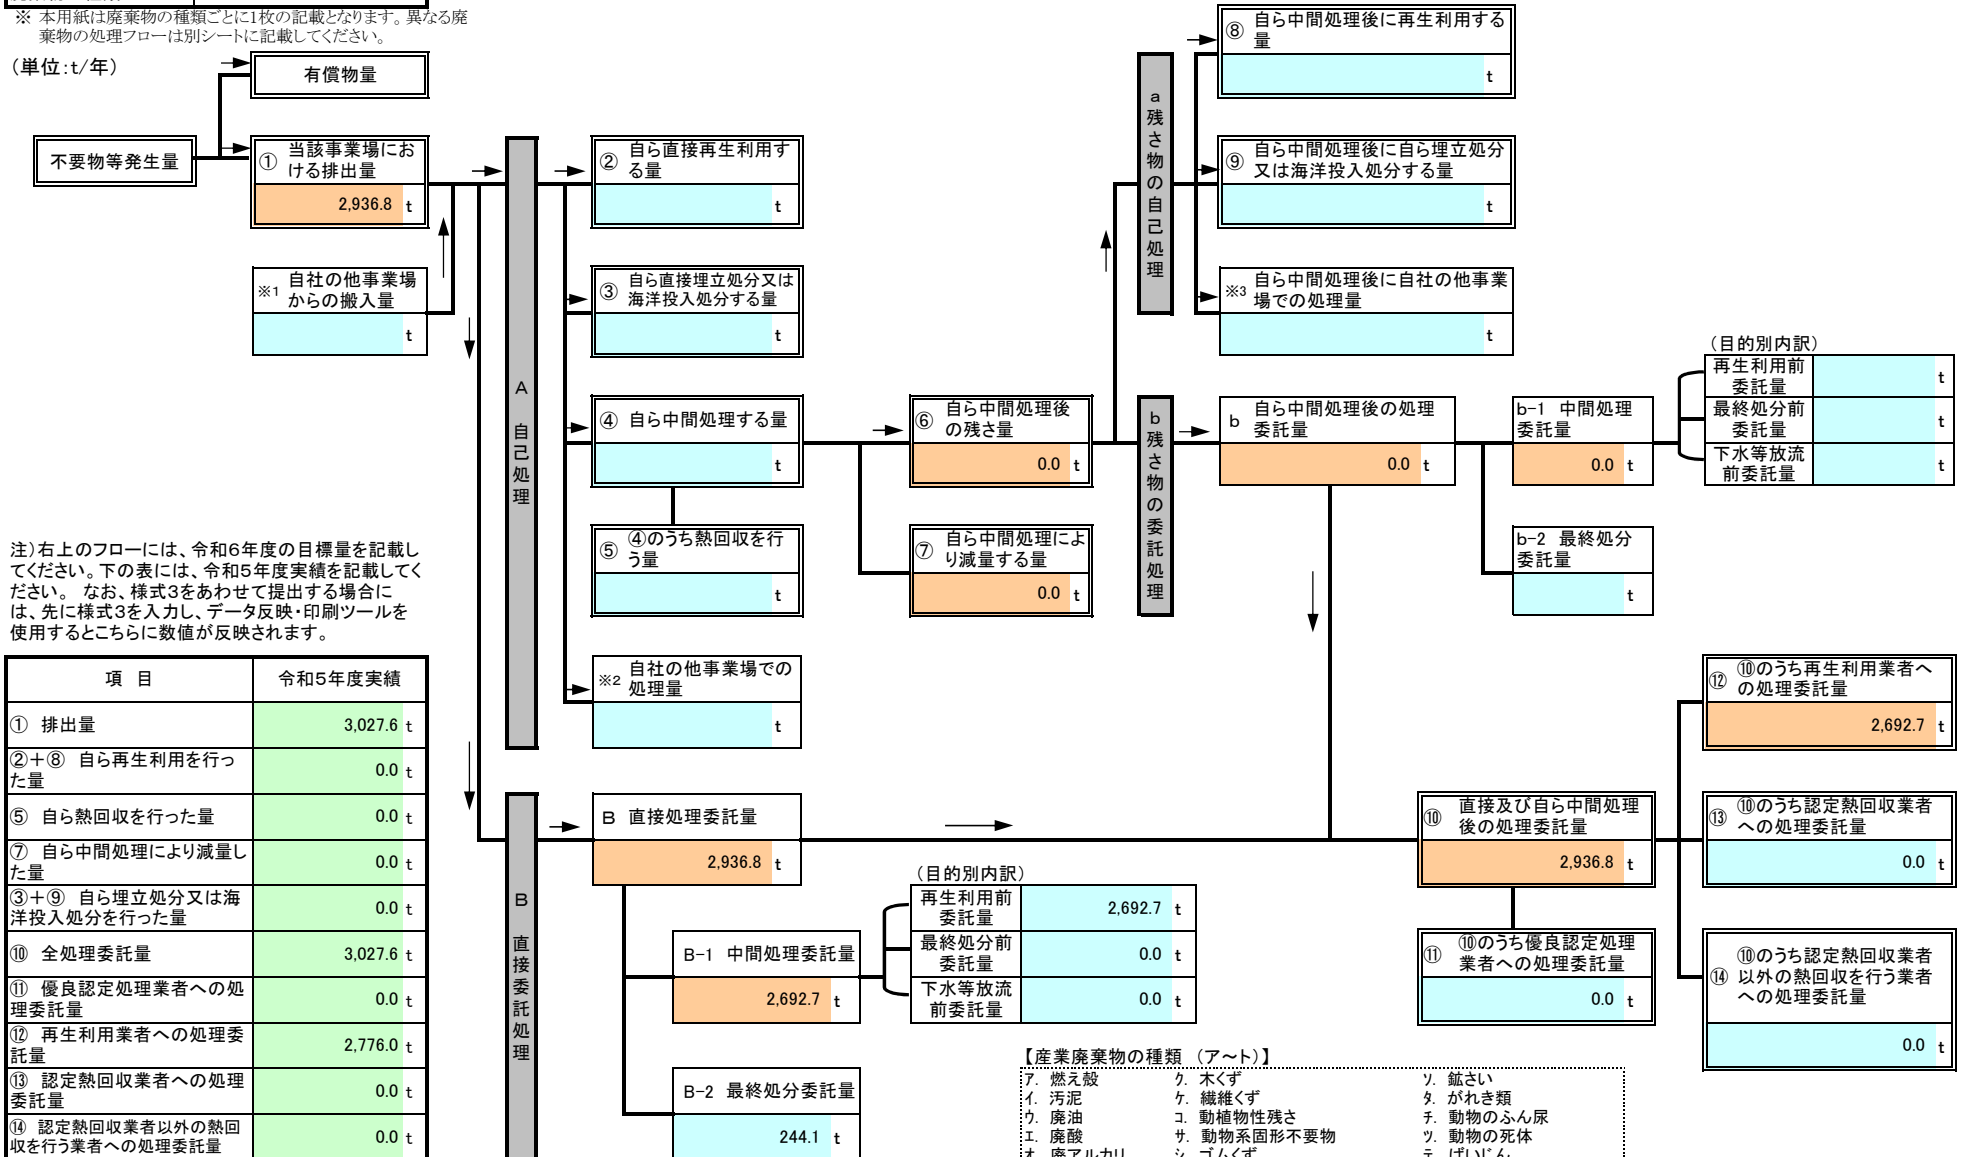 ※ 本用紙は廃棄物の種類ごとに1枚の記載となります。異なる廃
棄物の処理フローは別シートに記載してください。
(単位:t/年)
有償物量
不要物等発生量
① 当該事業場にお
ける排出量
2,936.8 t
※1 自社の他事業場
からの搬入量
t
A 自己処理
② 自ら直接再生利用す
る量
t
③ 自ら直接埋立処分又は
海洋投入処分する量
t
④ 自ら中間処理する量
t
⑤ ④のうち熱回収を行
う量
t
※2 自社の他事業場での
処理量
t
⑥ 自ら中間処理後
の残さ量
0.0 t
⑦ 自ら中間処理によ
り減量する量
0.0 t
a残さ物の自己処理
⑧ 自ら中間処理後に再生利用する
量
t
⑨ 自ら中間処理後に自ら埋立処分
又は海洋投入処分する量
t
※3 自ら中間処理後に自社の他事業
場での処理量
t
b残さ物の委託処理
b 自ら中間処理後の処理
委託量
0.0 t
b-1 中間処理
委託量
0.0 t
(目的別内訳)
再生利用前
委託量
t
最終処分前
委託量
t
下水等放流
前委託量
t
b-2 最終処分
委託量
t
注)右上のフローには、令和6年度の目標量を記載し
てください。下の表には、令和5年度実績を記載してく
ださい。 なお、様式3をあわせて提出する場合に
は、先に様式3を入力し、データ反映・印刷ツールを
使用するとこちらに数値が反映されます。
項 目 令和5年度実績
① 排出量 3,027.6 t
②+⑧ 自ら再生利用を行っ
た量
0.0 t
⑤ 自ら熱回収を行った量 0.0 t
⑦ 自ら中間処理により減量し
た量
0.0 t
③+⑨ 自ら埋立処分又は海
洋投入処分を行った量
0.0 t
⑩ 全処理委託量 3,027.6 t
⑪ 優良認定処理業者への処
理委託量
0.0 t
⑫ 再生利用業者への処理委
託量
2,776.0 t
⑬ 認定熱回収業者への処理
委託量
0.0 t
⑭ 認定熱回収業者以外の熱回
収を行う業者への処理委託量
0.0 t
B 直接委託処理
B 直接処理委託量
2,936.8 t
B-1 中間処理委託量
2,692.7 t
(目的別内訳)
再生利用前
委託量
2,692.7 t
最終処分前
委託量
0.0 t
下水等放流
前委託量
0.0 t
B-2 最終処分委託量
244.1 t
⑩ 直接及び自ら中間処理
後の処理委託量
2,936.8 t
⑪ ⑩のうち優良認定処理
業者への処理委託量
0.0 t
⑫ ⑩のうち再生利用業者へ
の処理委託量
2,692.7 t
⑬ ⑩のうち認定熱回収業者
への処理委託量
0.0 t
⑭ ⑩のうち認定熱回収業者
以外の熱回収を行う業者
への処理委託量
0.0 t
【産業廃棄物の種類 (ア~ト)】
ア. 燃え殻 ク. 木くず ソ. 鉱さい
イ. 汚泥 ケ. 繊維くず タ. がれき類
ウ. 廃油 コ. 動植物性残さ チ. 動物のふん尿
エ. 廃酸 サ. 動物系固形不要物 ツ. 動物の死体
オ. 廃アルカリ シ. ゴムくず テ. ばいじん